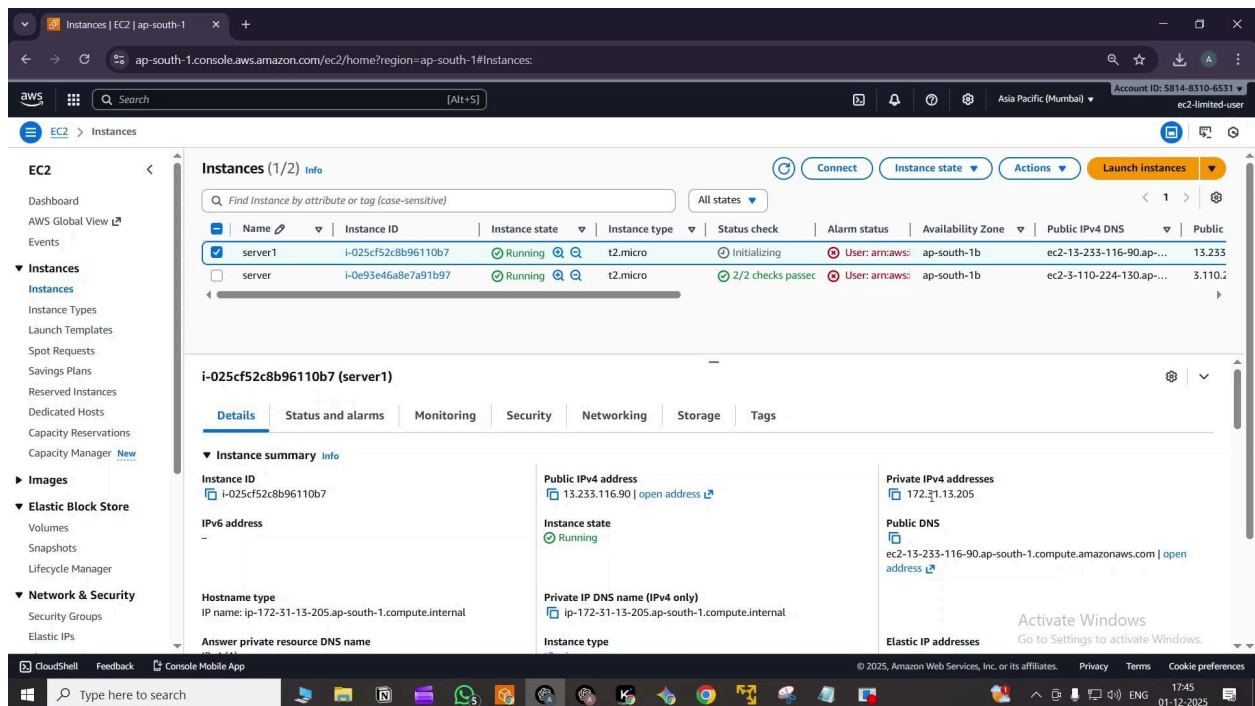 Instances | EC2 | ap-south-1
ap-south-1.console.aws.amazon.com/ec2/home?region=ap-south-1#Instances:
A
aws
Search
[Alt+S]
Asia Pacific (Mumbai)
Account ID: 5814-8310-6531
ec2-limited-user
EC2 > Instances
EC2
Dashboard
AWS Global View
Events
Instances
Instances
Instance Types
Launch Templates
Spot Requests
Savings Plans
Reserved Instances
Dedicated Hosts
Capacity Reservations
Capacity Manager New
Images
Elastic Block Store
Volumes
Snapshots
Lifecycle Manager
Network & Security
Security Groups
Elastic IPs
Instances (1/2) Info
Connect
Instance state
Actions
Launch instances
Find Instance by attribute or tag (case-sensitive)
All states
1
Name Instance ID Instance state Instance type Status check Alarm status Availability Zone Public IPv4 DNS Public
server1 i-025cf52c8b96110b7 Running t2.micro Initializing User: arn:aws: ap-south-1b ec2-13-233-116-90.ap-... 13.233
server i-0e93e46a8e7a91b97 Running t2.micro 2/2 checks passec User: arn:aws: ap-south-1b ec2-3-110-224-130.ap-... 3.110.2
i-025cf52c8b96110b7 (server1)
Details Status and alarms Monitoring Security Networking Storage Tags
Instance summary Info
Instance ID
i-025cf52c8b96110b7
Public IPv4 address
13.233.116.90 | open address
Private IPv4 addresses
172.31.13.205
IPv6 address
–
Instance state
Running
Public DNS
ec2-13-233-116-90.ap-south-1.compute.amazonaws.com | open
address
Hostname type
IP name: ip-172-31-13-205.ap-south-1.compute.internal
Private IP DNS name (IPv4 only)
ip-172-31-13-205.ap-south-1.compute.internal
Answer private resource DNS name
Instance type
Elastic IP addresses
Activate Windows
Go to Settings to activate Windows.
CloudShell Feedback Console Mobile App
© 2025, Amazon Web Services, Inc. or its affiliates. Privacy Terms Cookie preferences
Type here to search
ENG
17:45
01-12-2025